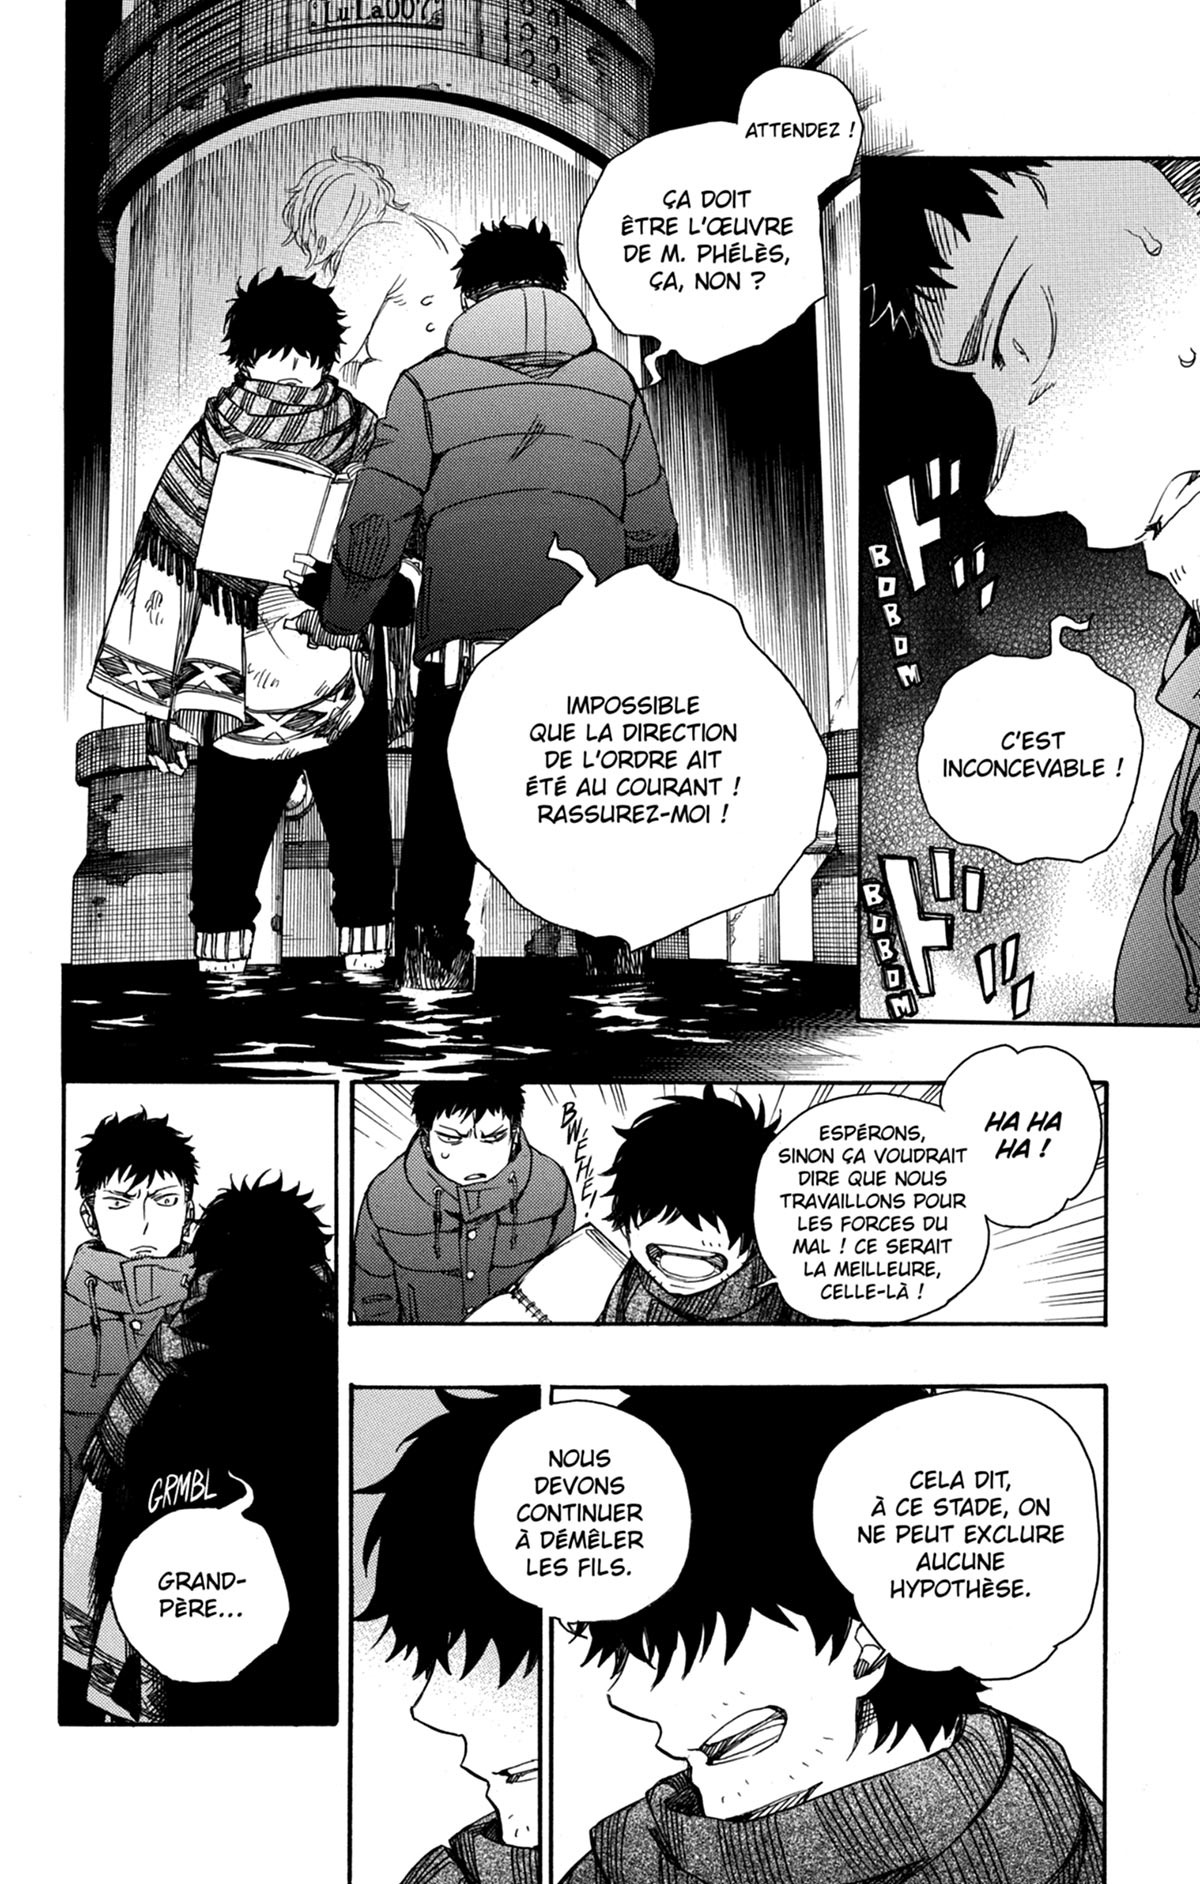 BOBOM
C'EST
INCONCEVABLE !
BOBOM
ATTENDEZ !
ÇA DOIT
ÊTRE L'ŒUVRE
DE M. PHÉLÈS,
ÇA, NON ?
LuLa007
IMPOSSIBLE
QUE LA DIRECTION
DE L'ORDRE AIT
ÉTÉ AU COURANT !
RASSUREZ-MOI !
HA HA
HA !
ESPÉRONS,
SINON ÇA VOUDRAIT
DIRE QUE NOUS
TRAVAILLONS POUR
LES FORCES DU
MAL ! CE SERAIT
LA MEILLEURE,
CELLE-LÀ !
BWÉHÉ !
CELA DIT,
À CE STADE, ON
NE PEUT EXCLURE
AUCUNE
HYPOTHÈSE.
NOUS
DEVONS
CONTINUER
À DÉMÊLER
LES FILS.
GRMBL
GRAND-
PÈRE...